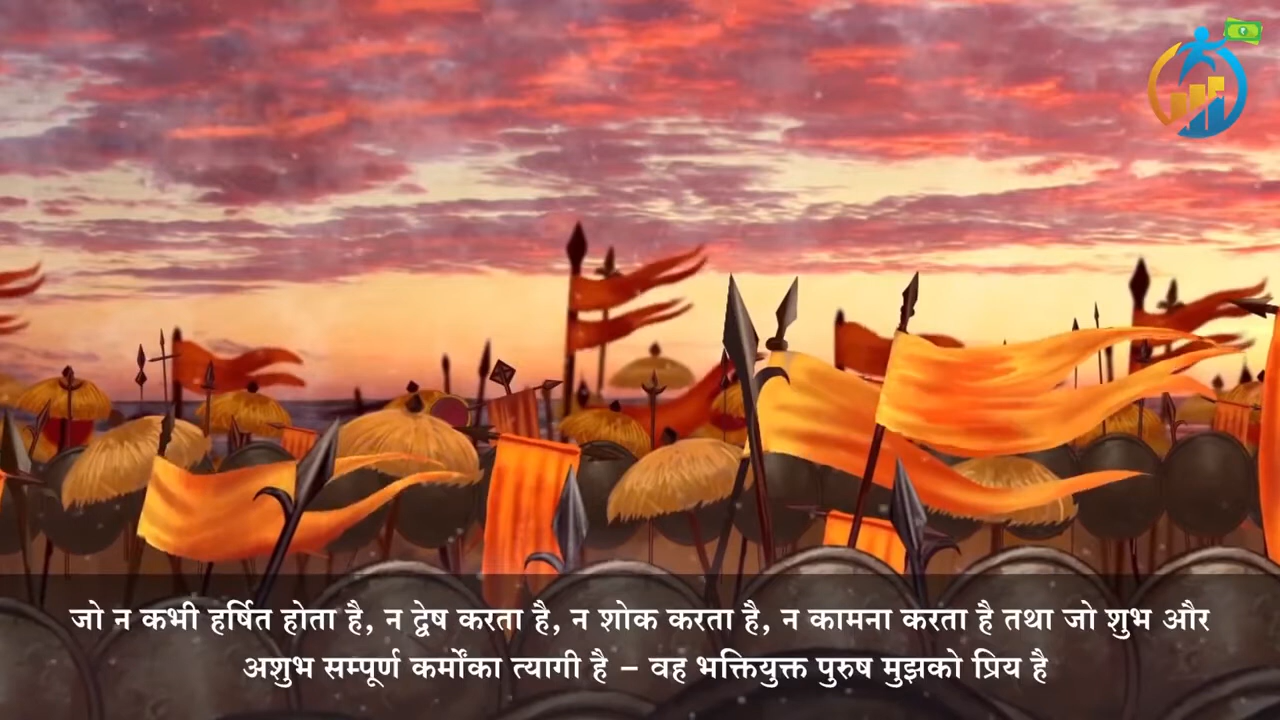 जो न कभी हर्षित होता है, न द्वेष करता है, न शोक करता है, न कामना करता है तथा जो शुभ और
अशुभ सम्पूर्ण कर्मोंका त्यागी है – वह भक्तियुक्त पुरुष मुझको प्रिय है